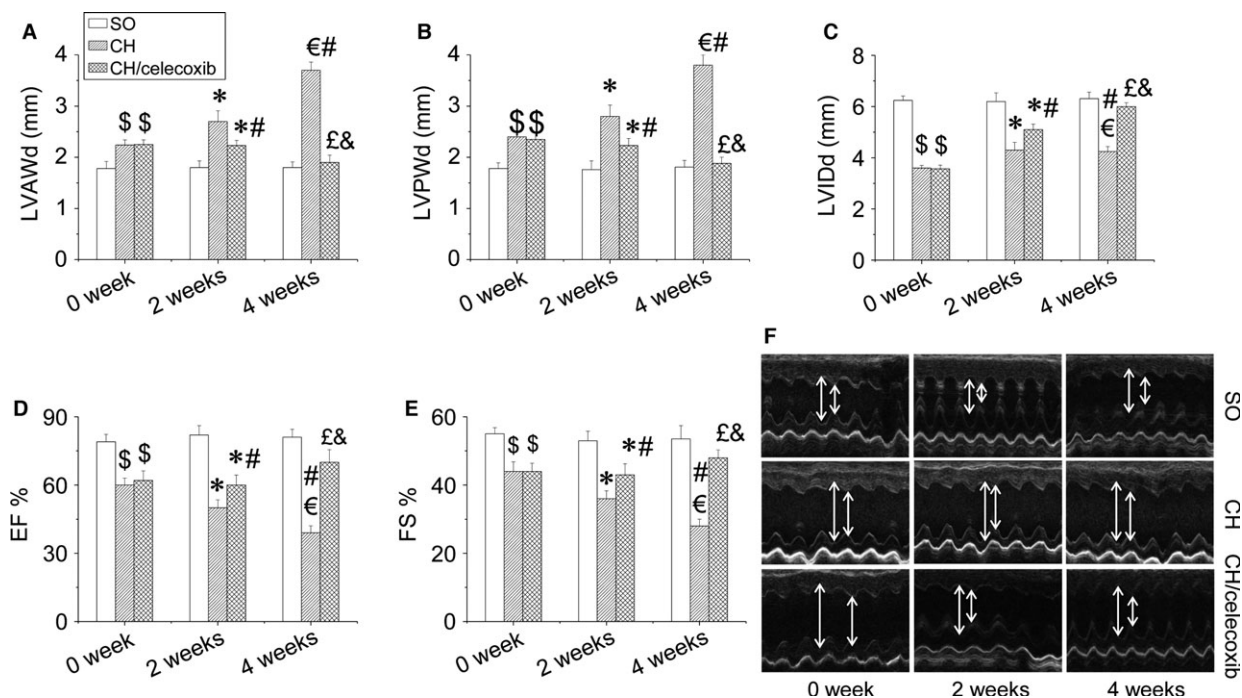 A
SO
CH
CH/celecoxib
LVAWd (mm)
4
3
2
1
0
$ $
*
*#
€#
£&
0 week
2 weeks
4 weeks
B
LVPWd (mm)
4
3
2
1
0
$ $
*
*#
€#
£&
0 week
2 weeks
4 weeks
C
LVIDd (mm)
8
6
4
2
0
$ $
*
*#
#
€
£&
0 week
2 weeks
4 weeks
D
EF %
90
60
30
0
$ $
*
*#
#
€
£&
0 week
2 weeks
4 weeks
E
FS %
60
40
20
0
$ $
*
*#
#
€
£&
0 week
2 weeks
4 weeks
F
SO
CH
CH/celecoxib
0 week
2 weeks
4 weeks